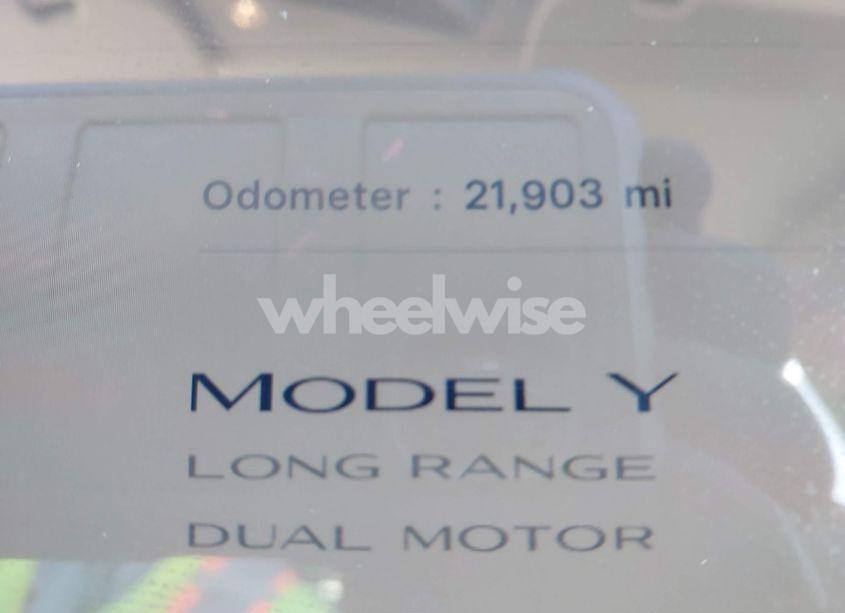 Odometer : 21,903 mi
wheelwise
MODEL Y
LONG RANGE
DUAL MOTOR